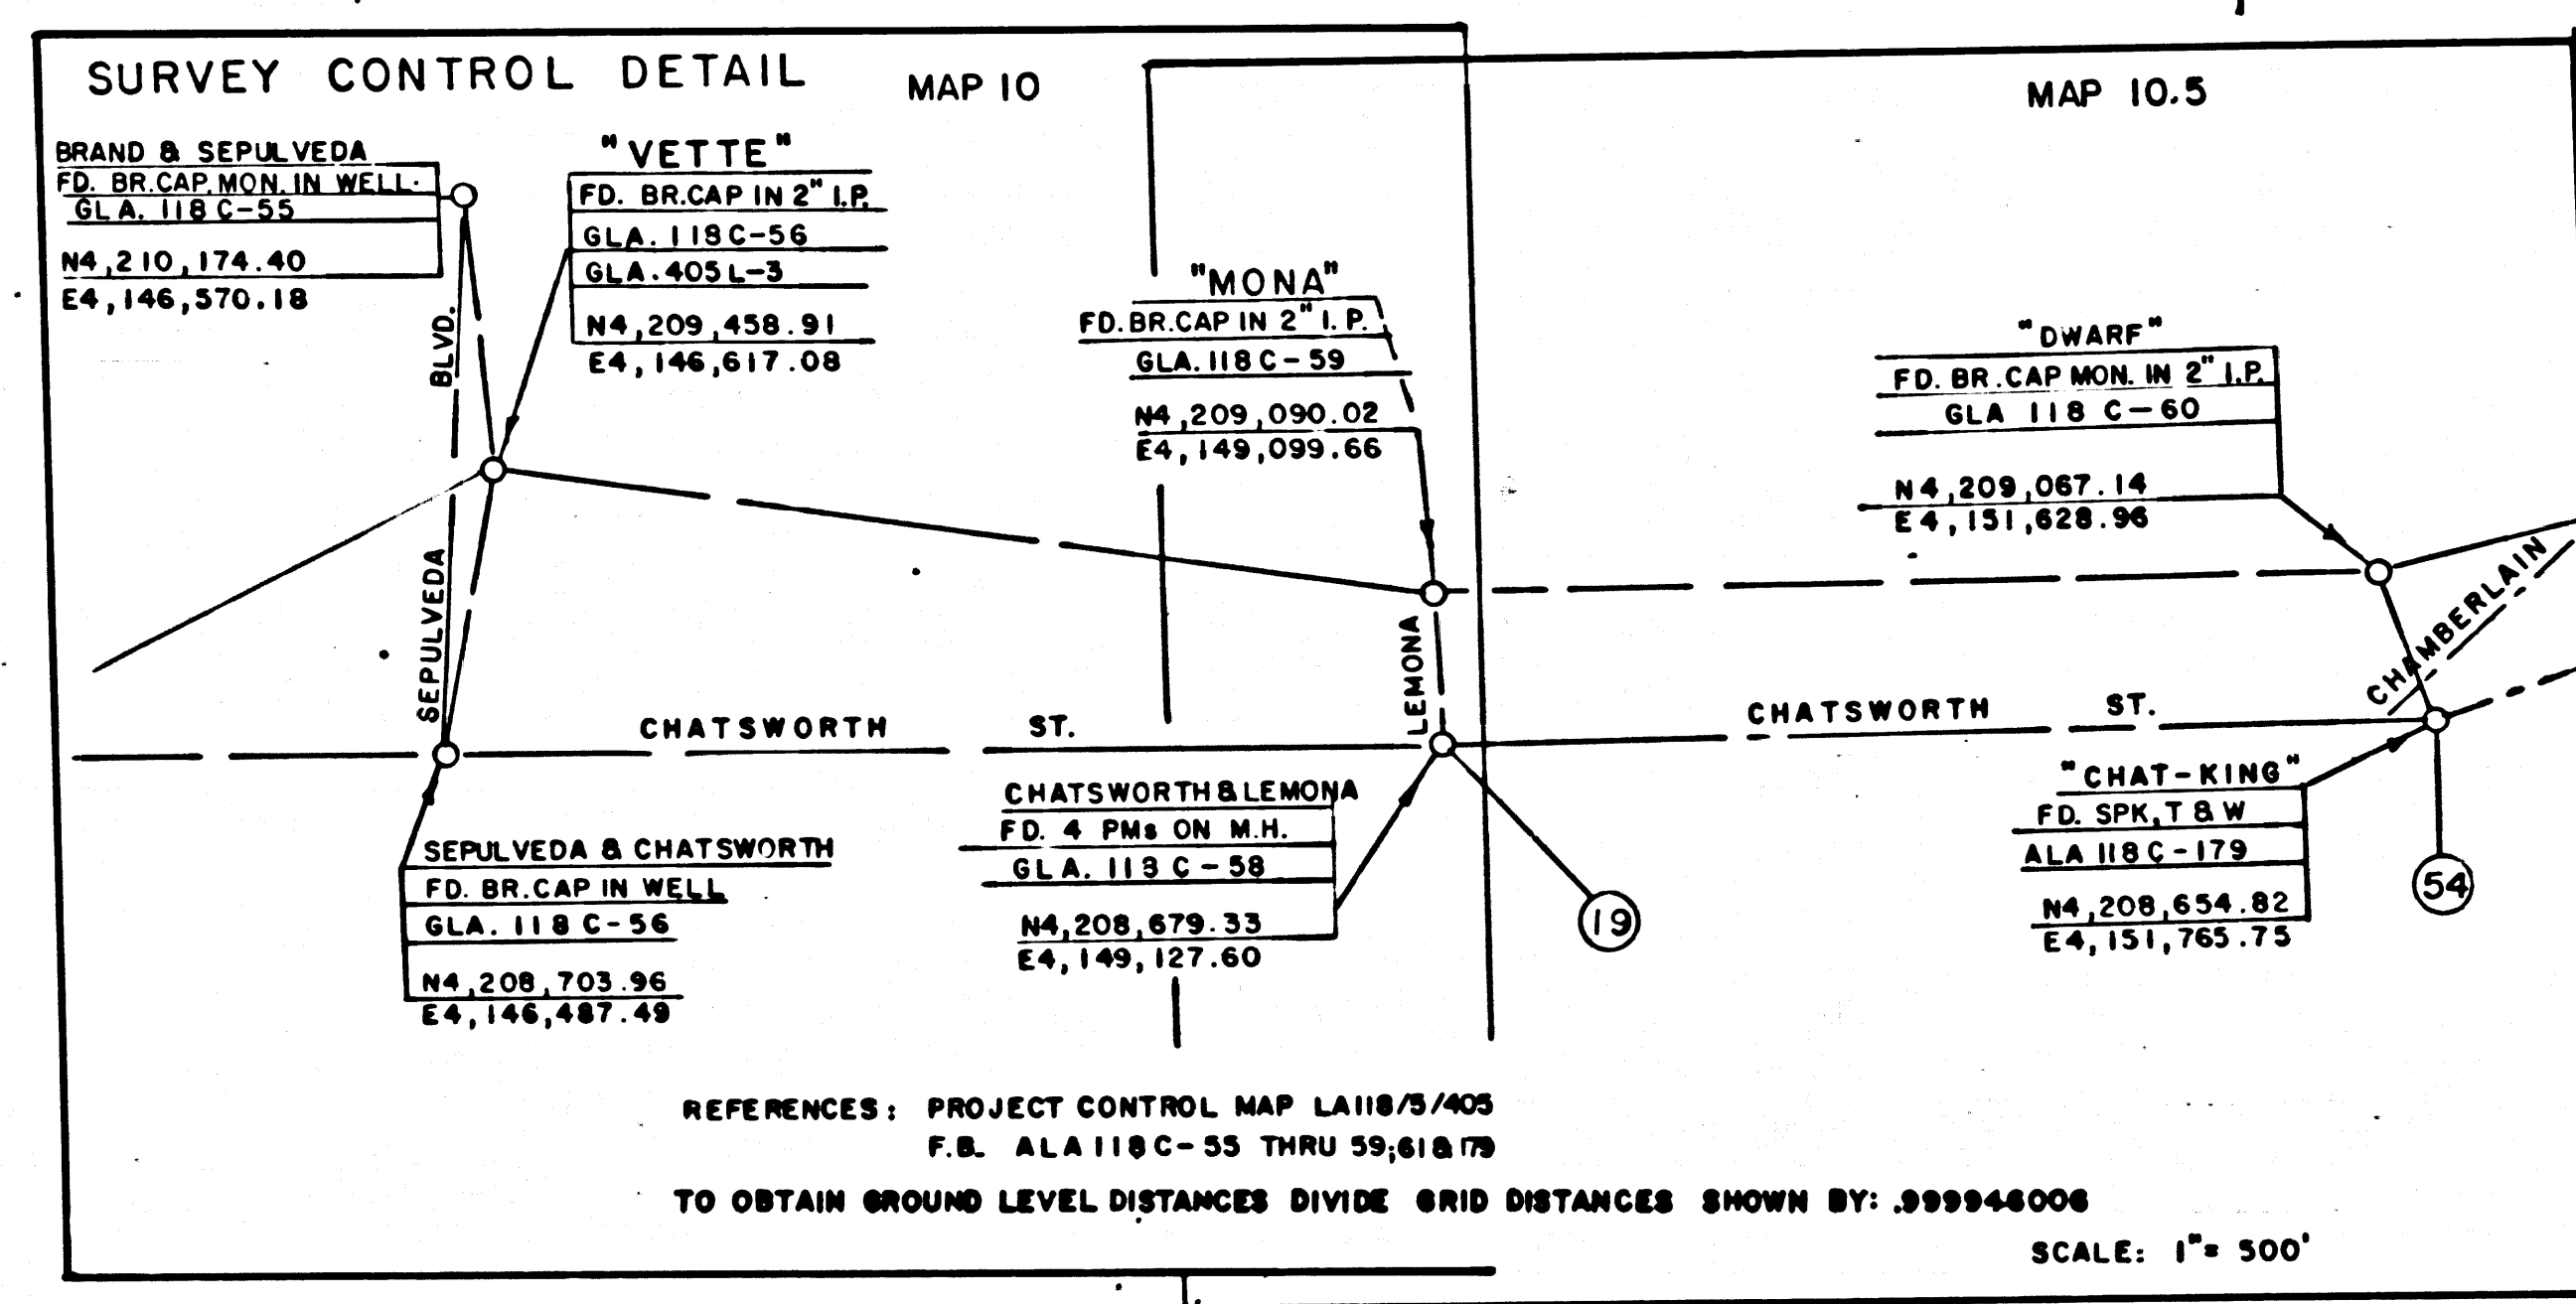 SURVEY CONTROL DETAIL
MAP 10
MAP 10.5
BRAND & SEPULVEDA
FD. BR.CAP. MON. IN WELL.
GLA. 118 C-55
N4,210,174.40
E4,146,570.18
"VETTE"
FD. BR.CAP IN 2" I.P.
GLA. 118 C-56
GLA. 405 L-3
N4,209,458.91
E4,146,617.08
"MONA"
FD. BR.CAP IN 2" I.P.
GLA. 118 C-59
N4,209,090.02
E4,149,099.66
"DWARF"
FD. BR.CAP MON. IN 2" I.P.
GLA 118 C-60
N4,209,067.14
E4,151,628.96
SEPULVEDA BLVD.
LEMONA
CHAMBERLAIN
CHATSWORTH ST.
CHATSWORTH ST.
SEPULVEDA & CHATSWORTH
FD. BR.CAP IN WELL
GLA. 118 C-56
N4,208,703.96
E4,146,487.49
CHATSWORTH & LEMONA
FD. 4 PMs ON M.H.
GLA. 118 C-58
N4,208,679.33
E4,149,127.60
19
"CHAT-KING"
FD. SPK, T & W
ALA 118 C-179
N4,208,654.82
E4,151,765.75
54
REFERENCES: PROJECT CONTROL MAP LA118/5/405
F.B. ALA 118 C-55 THRU 59;61&179
TO OBTAIN GROUND LEVEL DISTANCES DIVIDE GRID DISTANCES SHOWN BY: .999946006
SCALE: 1"= 500'